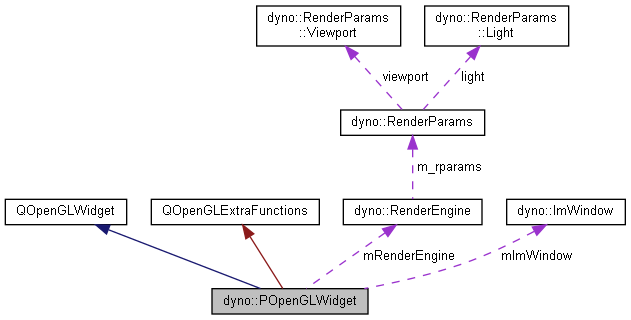 dyno::RenderParams
::Viewport
dyno::RenderParams
::Light
viewport
light
dyno::RenderParams
m_rparams
QOpenGLWidget
QOpenGLExtraFunctions
dyno::RenderEngine
dyno::ImWindow
mRenderEngine
mImWindow
dyno::POpenGLWidget